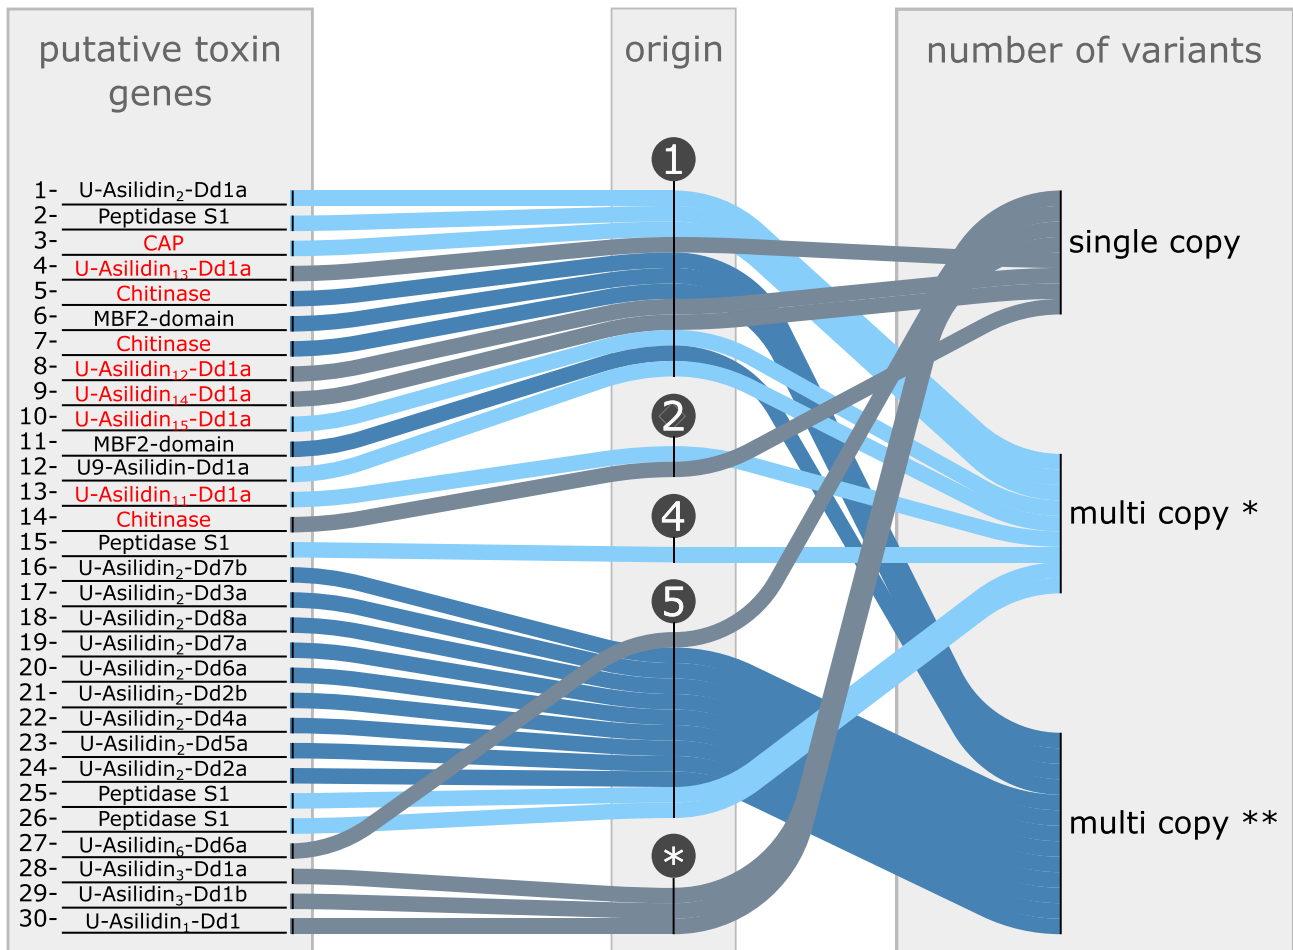 putative toxin
genes
origin
number of variants
1- U-Asilidin₂-Dd1a
2- Peptidase S1
3- CAP
4- U-Asilidin₁₃-Dd1a
5- Chitinase
6- MBF2-domain
7- Chitinase
8- U-Asilidin₁₂-Dd1a
9- U-Asilidin₁₄-Dd1a
10- U-Asilidin₁₅-Dd1a
11- MBF2-domain
12- U9-Asilidin-Dd1a
13- U-Asilidin₁₁-Dd1a
14- Chitinase
15- Peptidase S1
16- U-Asilidin₂-Dd7b
17- U-Asilidin₂-Dd3a
18- U-Asilidin₂-Dd8a
19- U-Asilidin₂-Dd7a
20- U-Asilidin₂-Dd6a
21- U-Asilidin₂-Dd2b
22- U-Asilidin₂-Dd4a
23- U-Asilidin₂-Dd5a
24- U-Asilidin₂-Dd2a
25- Peptidase S1
26- Peptidase S1
27- U-Asilidin₆-Dd6a
28- U-Asilidin₃-Dd1a
29- U-Asilidin₃-Dd1b
30- U-Asilidin₁-Dd1
1
2
4
5
*
single copy
multi copy *
multi copy **